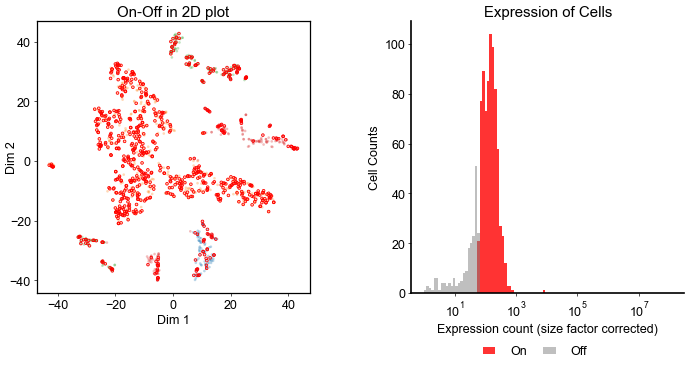 On-Off in 2D plot
40
20
0
−20
−40
Dim 2
−40 −20 0 20 40
Dim 1
Expression of Cells
100
80
60
40
20
0
Cell Counts
10^1 10^3 10^5 10^7
Expression count (size factor corrected)
On Off